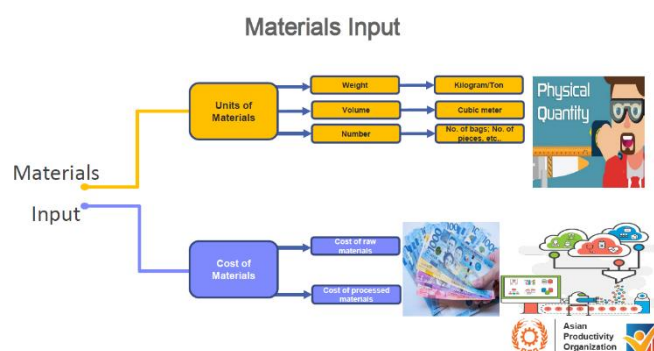 Materials Input
Units of
Materials
Weight
Kilogram/Ton
Volume
Cubic meter
Number
No. of bags; No. of
pieces, etc..
Physical
Quantity
Materials
Input
Cost of
Materials
Cost of raw
materials
Cost of processed
materials
Asian
Productivity
Organization